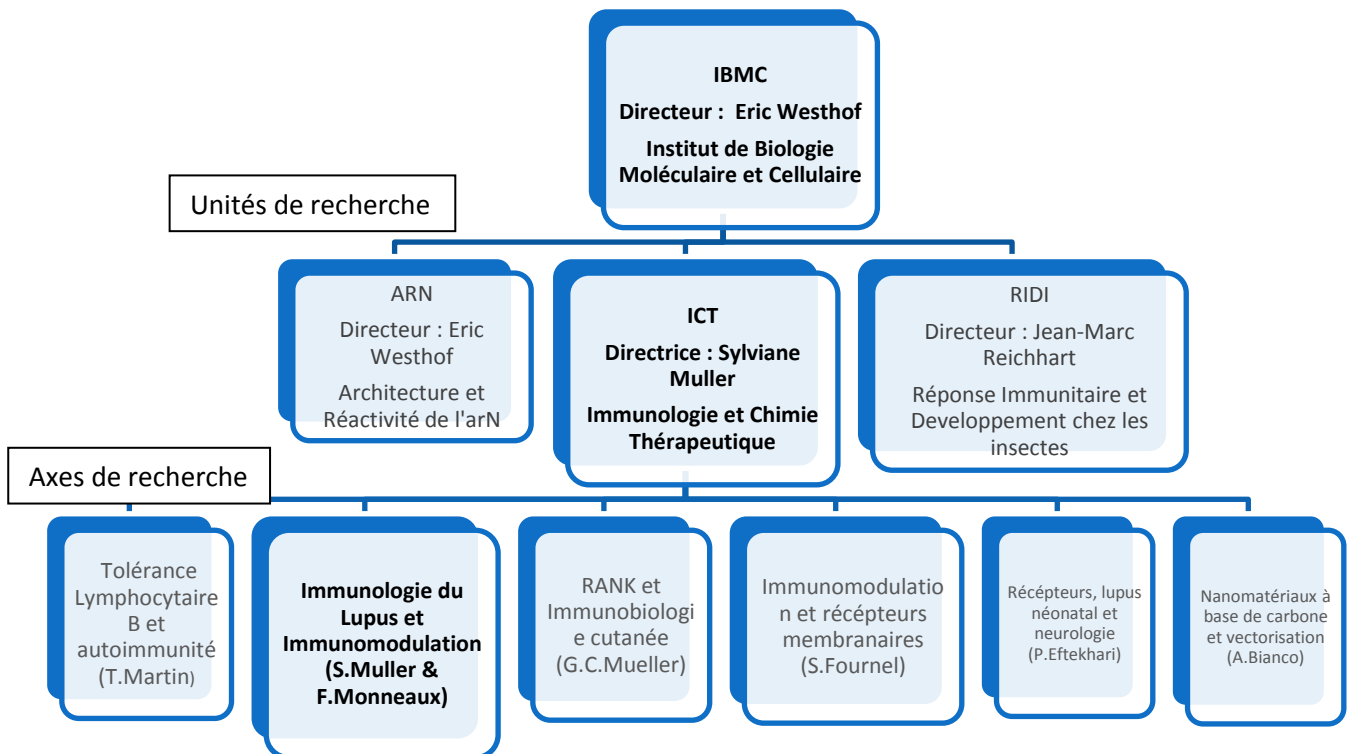 IBMC
Directeur :  Eric Westhof
Institut de Biologie
Moléculaire et Cellulaire
Unités de recherche
ARN
Directeur : Eric
Westhof
Architecture et
Réactivité de l'arN
ICT
Directrice : Sylviane
Muller
Immunologie et Chimie
Thérapeutique
RIDI
Directeur : Jean-Marc
Reichhart
Réponse Immunitaire et
Developpement chez les
insectes
Axes de recherche
Tolérance
Lymphocytaire
B et
autoimmunité
(T.Martin)
Immunologie du
Lupus et
Immunomodulation
(S.Muller &
F.Monneaux)
RANK et
Immunobiologi
e cutanée
(G.C.Mueller)
Immunomodulatio
n et récépteurs
membranaires
(S.Fournel)
Récépteurs, lupus
néonatal et
neurologie
(P.Eftekhari)
Nanomatériaux à
base de carbone
et vectorisation
(A.Bianco)